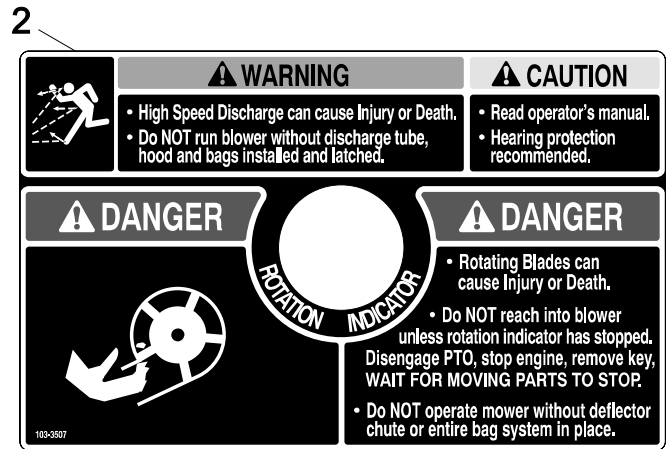 2
WARNING
• High Speed Discharge can cause Injury or Death.
• Do NOT run blower without discharge tube,
hood and bags installed and latched.
CAUTION
• Read operator's manual.
• Hearing protection
recommended.
DANGER
ROTATION INDICATOR
DANGER
• Rotating Blades can
cause Injury or Death.
• Do NOT reach into blower
unless rotation indicator has stopped.
Disengage PTO, stop engine, remove key,
WAIT FOR MOVING PARTS TO STOP.
• Do NOT operate mower without deflector
chute or entire bag system in place.
103-3507